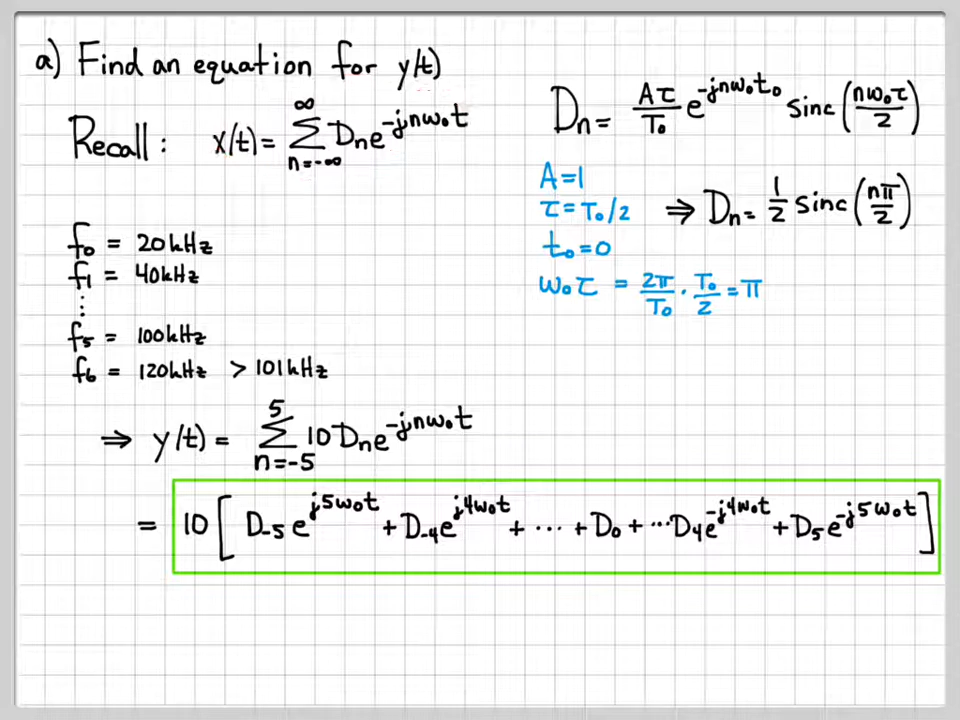 a) Find an equation for y(t)
Recall: x(t) = ∑_{n=-∞}^{∞} D_n e^{-jnω₀t}
D_n = Aτ/T₀ e^{-jnω₀t₀} sinc(nω₀τ/2)
A = 1
τ = T₀/2 ⇒ D_n = 1/2 sinc(nπ/2)
t₀ = 0
ω₀τ = 2π/T₀ · T₀/2 = π
f₀ = 20kHz
f₁ = 40kHz
⋮
f₅ = 100kHz
f₆ = 120kHz > 101kHz
⇒ y(t) = ∑_{n=-5}^{5} 10 D_n e^{-jnω₀t}
= 10 [ D₋₅ e^{j5ω₀t} + D₋₄ e^{j4ω₀t} + ... + D₀ + ... D₄ e^{-j4ω₀t} + D₅ e^{-j5ω₀t} ]